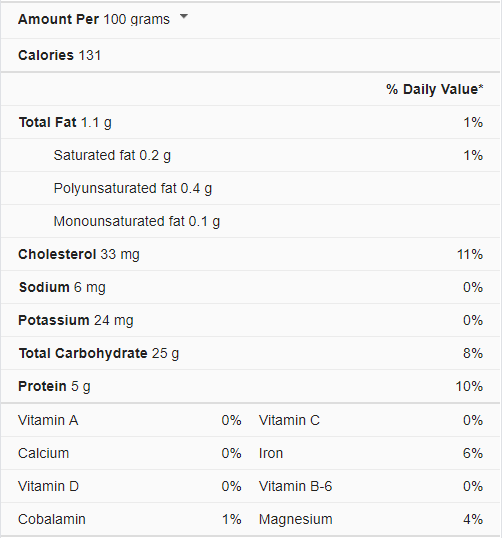 Amount Per 100 grams
Calories 131
% Daily Value*
Total Fat 1.1 g 1%
Saturated fat 0.2 g 1%
Polyunsaturated fat 0.4 g
Monounsaturated fat 0.1 g
Cholesterol 33 mg 11%
Sodium 6 mg 0%
Potassium 24 mg 0%
Total Carbohydrate 25 g 8%
Protein 5 g 10%
Vitamin A 0% Vitamin C 0%
Calcium 0% Iron 6%
Vitamin D 0% Vitamin B-6 0%
Cobalamin 1% Magnesium 4%